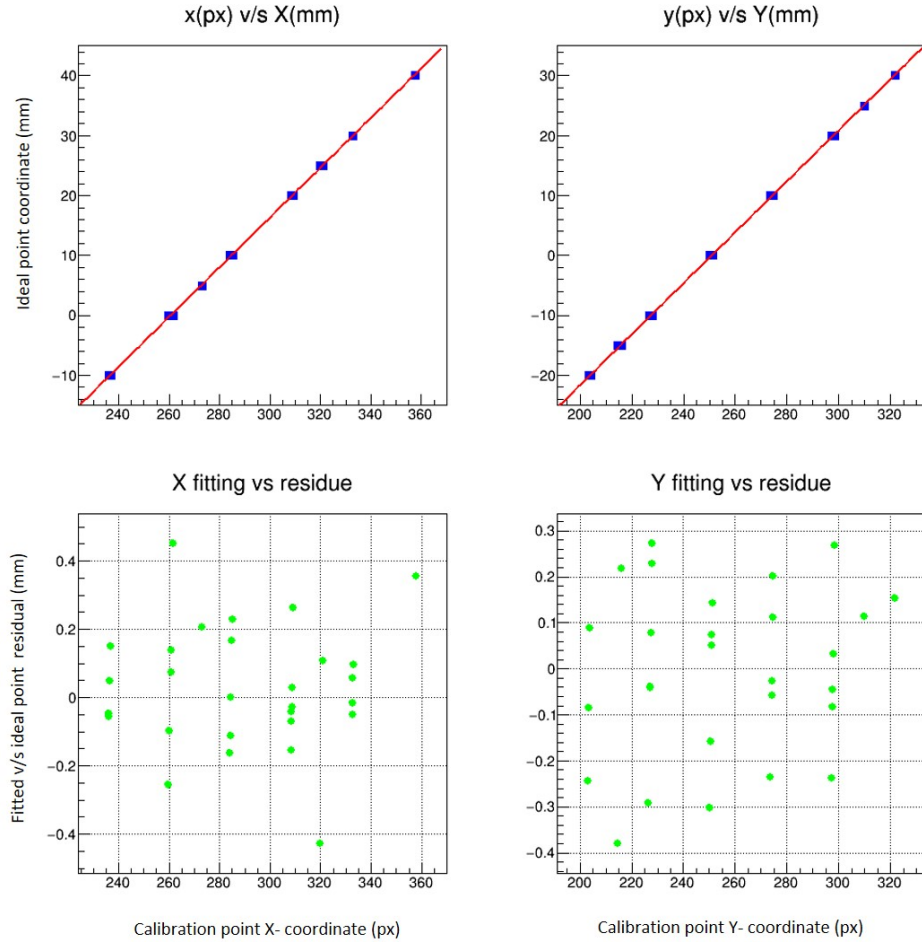 x(px) v/s X(mm)
y(px) v/s Y(mm)
Ideal point coordinate (mm)
40
30
20
10
0
−10
240 260 280 300 320 340 360
30
20
10
0
−10
−20
200 220 240 260 280 300 320
X fitting vs residue
Y fitting vs residue
Fitted v/s ideal point residual (mm)
0.4
0.2
0
−0.2
−0.4
240 260 280 300 320 340 360
0.3
0.2
0.1
0
−0.1
−0.2
−0.3
−0.4
200 220 240 260 280 300 320
Calibration point X- coordinate (px)
Calibration point Y- coordinate (px)